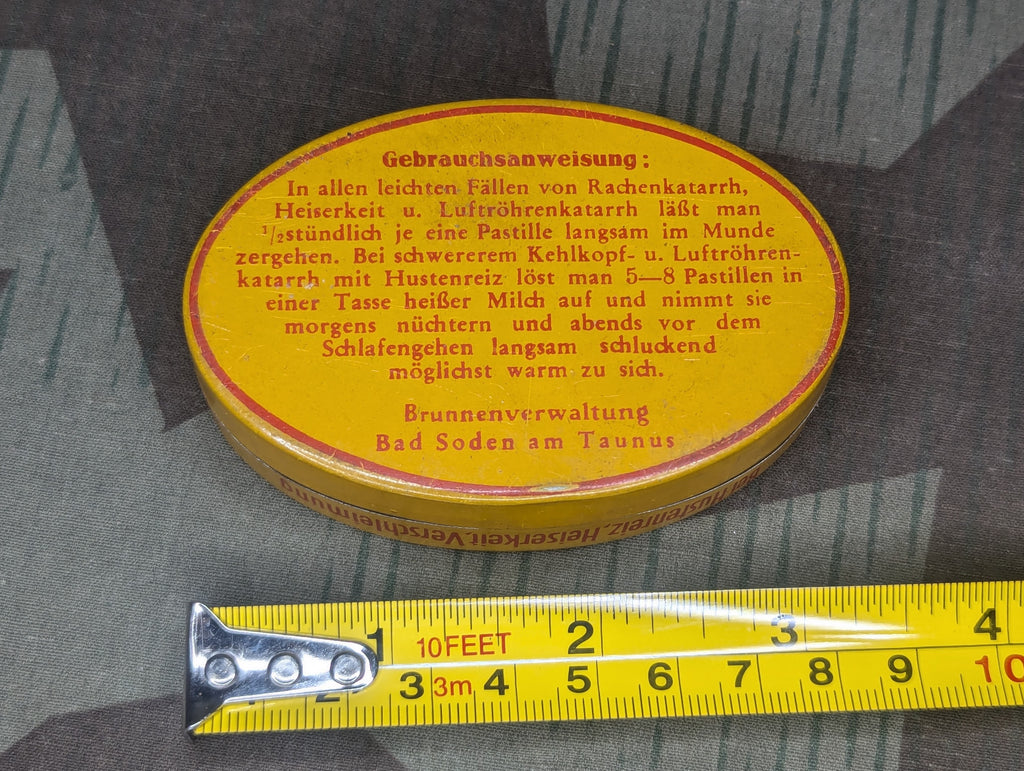 Gebrauchsanweisung:
In allen leichten Fällen von Rachenkatarrh,
Heiserkeit u. Luftröhrenkatarrh läßt man
1/2stündlich je eine Pastille langsam im Munde
zergehen. Bei schwererem Kehlkopf- u. Luftröhren-
katarrh mit Hustenreiz löst man 5—8 Pastillen in
einer Tasse heißer Milch auf und nimmt sie
morgens nüchtern und abends vor dem
Schlafengehen langsam schluckend
möglichst warm zu sich.
Brunnenverwaltung
Bad Soden am Taunus
Hustenreiz, Heiserkeit, Verschleimung
1 10FEET 2 3 4
2 3 3m 4 5 6 7 8 9 10